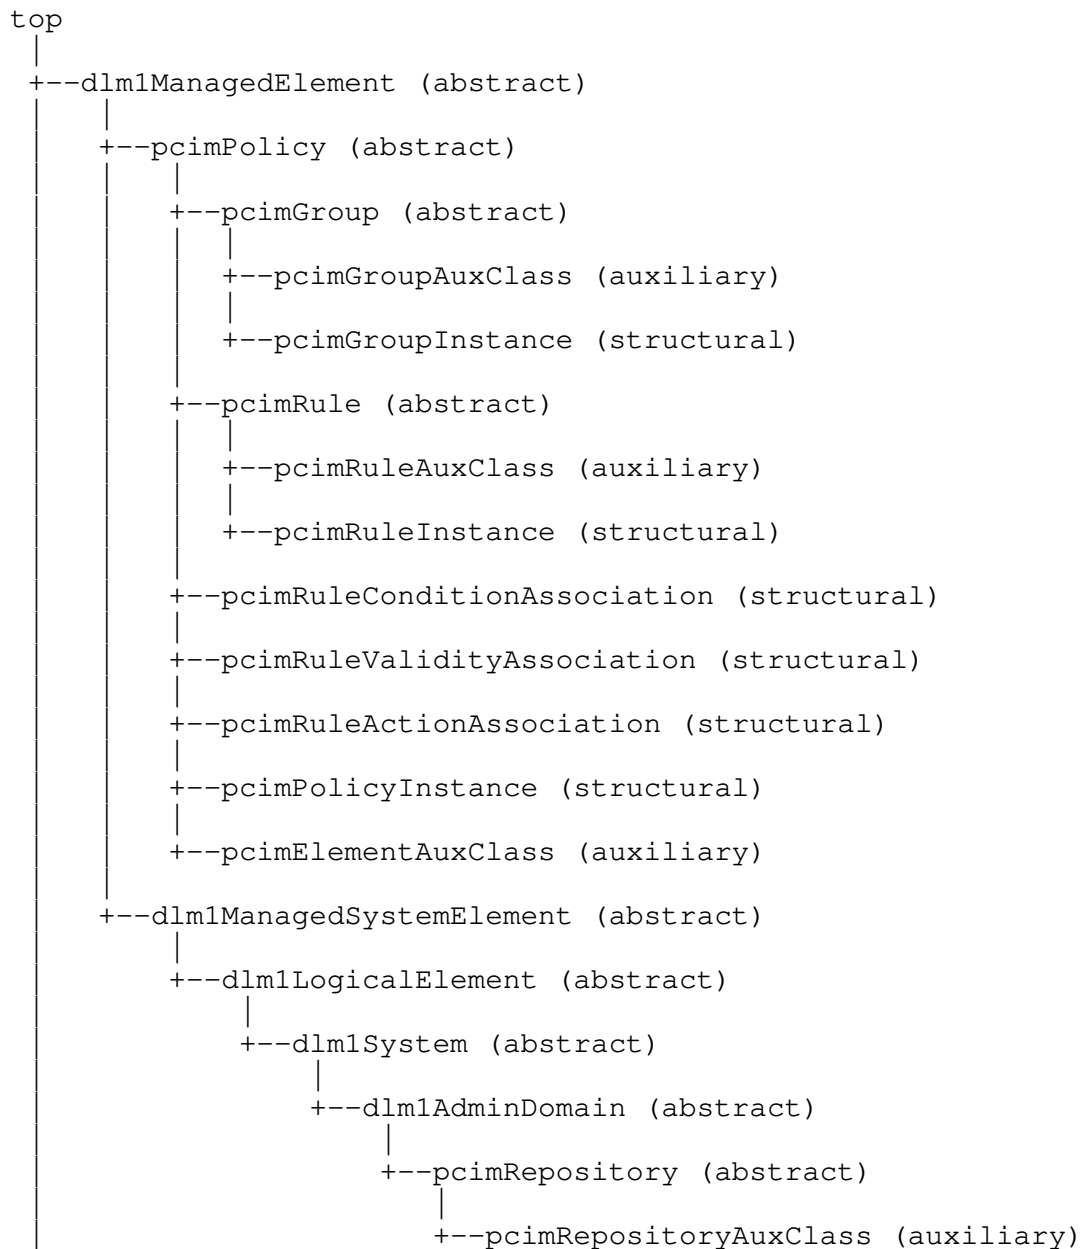 top
|
+--dlm1ManagedElement (abstract)
|   |
|   +--pcimPolicy (abstract)
|   |   |
|   |   +--pcimGroup (abstract)
|   |   |  |
|   |   |  +--pcimGroupAuxClass (auxiliary)
|   |   |  |
|   |   |  +--pcimGroupInstance (structural)
|   |   |
|   |   +--pcimRule (abstract)
|   |   |  |
|   |   |  +--pcimRuleAuxClass (auxiliary)
|   |   |  |
|   |   |  +--pcimRuleInstance (structural)
|   |   |
|   |   +--pcimRuleConditionAssociation (structural)
|   |   |
|   |   +--pcimRuleValidityAssociation (structural)
|   |   |
|   |   +--pcimRuleActionAssociation (structural)
|   |   |
|   |   +--pcimPolicyInstance (structural)
|   |   |
|   |   +--pcimElementAuxClass (auxiliary)
|   |
|   +--dlm1ManagedSystemElement (abstract)
|       |
|       +--dlm1LogicalElement (abstract)
|           |
|           +--dlm1System (abstract)
|               |
|               +--dlm1AdminDomain (abstract)
|                   |
|                   +--pcimRepository (abstract)
|                      |
|                      +--pcimRepositoryAuxClass (auxiliary)